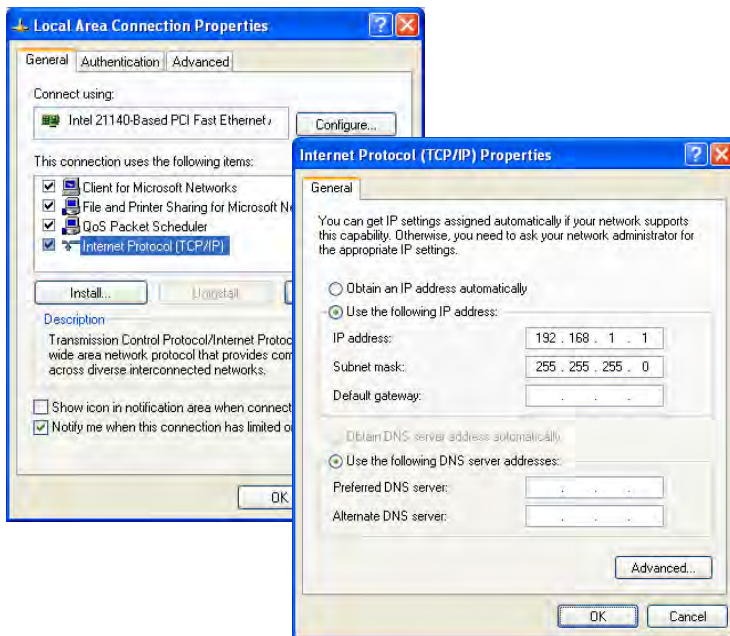 Local Area Connection Properties
General Authentication Advanced
Connect using:
Intel 21140-Based PCI Fast Ethernet
Configure...
This connection uses the following items:
Client for Microsoft Networks
File and Printer Sharing for Microsoft
QoS Packet Scheduler
Internet Protocol (TCP/IP)
Install...
Uninstall
Description
Transmission Control Protocol/Internet
wide area network protocol that provides
across diverse interconnected networks.
Show icon in notification area when
Notify me when this connection has limited
OK
Internet Protocol (TCP/IP) Properties
General
You can get IP settings assigned automatically if your network supports
this capability. Otherwise, you need to ask your network administrator for
the appropriate IP settings.
Obtain an IP address automatically
Use the following IP address:
IP address: 192 . 168 . 1 . 1
Subnet mask: 255 . 255 . 255 . 0
Default gateway: . . .
Obtain DNS server address automatically
Use the following DNS server addresses:
Preferred DNS server: . . .
Alternate DNS server: . . .
Advanced...
OK Cancel